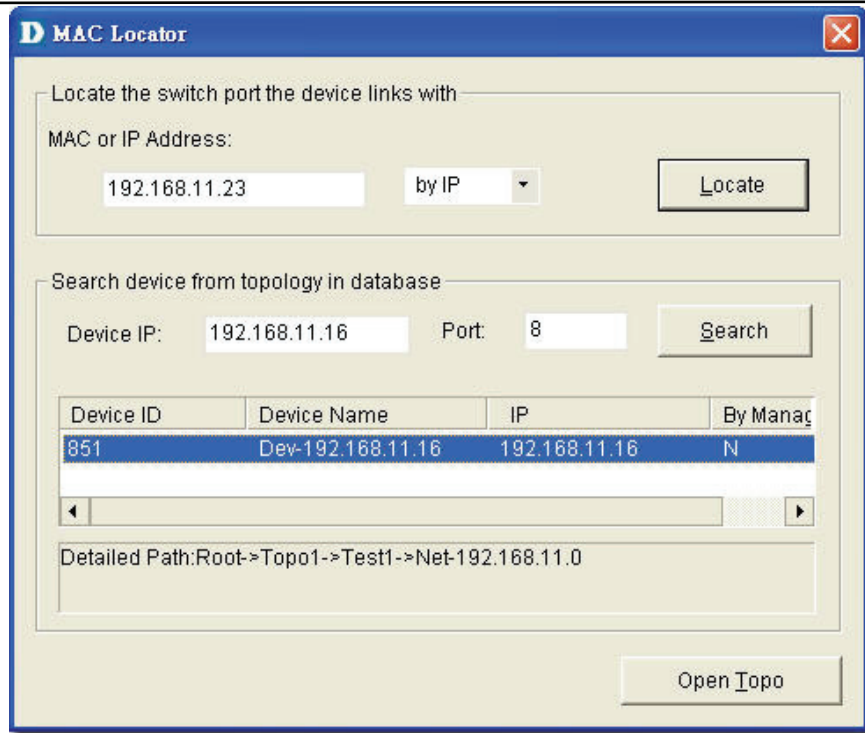 D MAC Locator
Locate the switch port the device links with
MAC or IP Address:
192.168.11.23 by IP Locate
Search device from topology in database
Device IP: 192.168.11.16 Port: 8 Search
Device ID Device Name IP By Manag
851 Dev-192.168.11.16 192.168.11.16 N
Detailed Path:Root->Topo1->Test1->Net-192.168.11.0
Open Topo